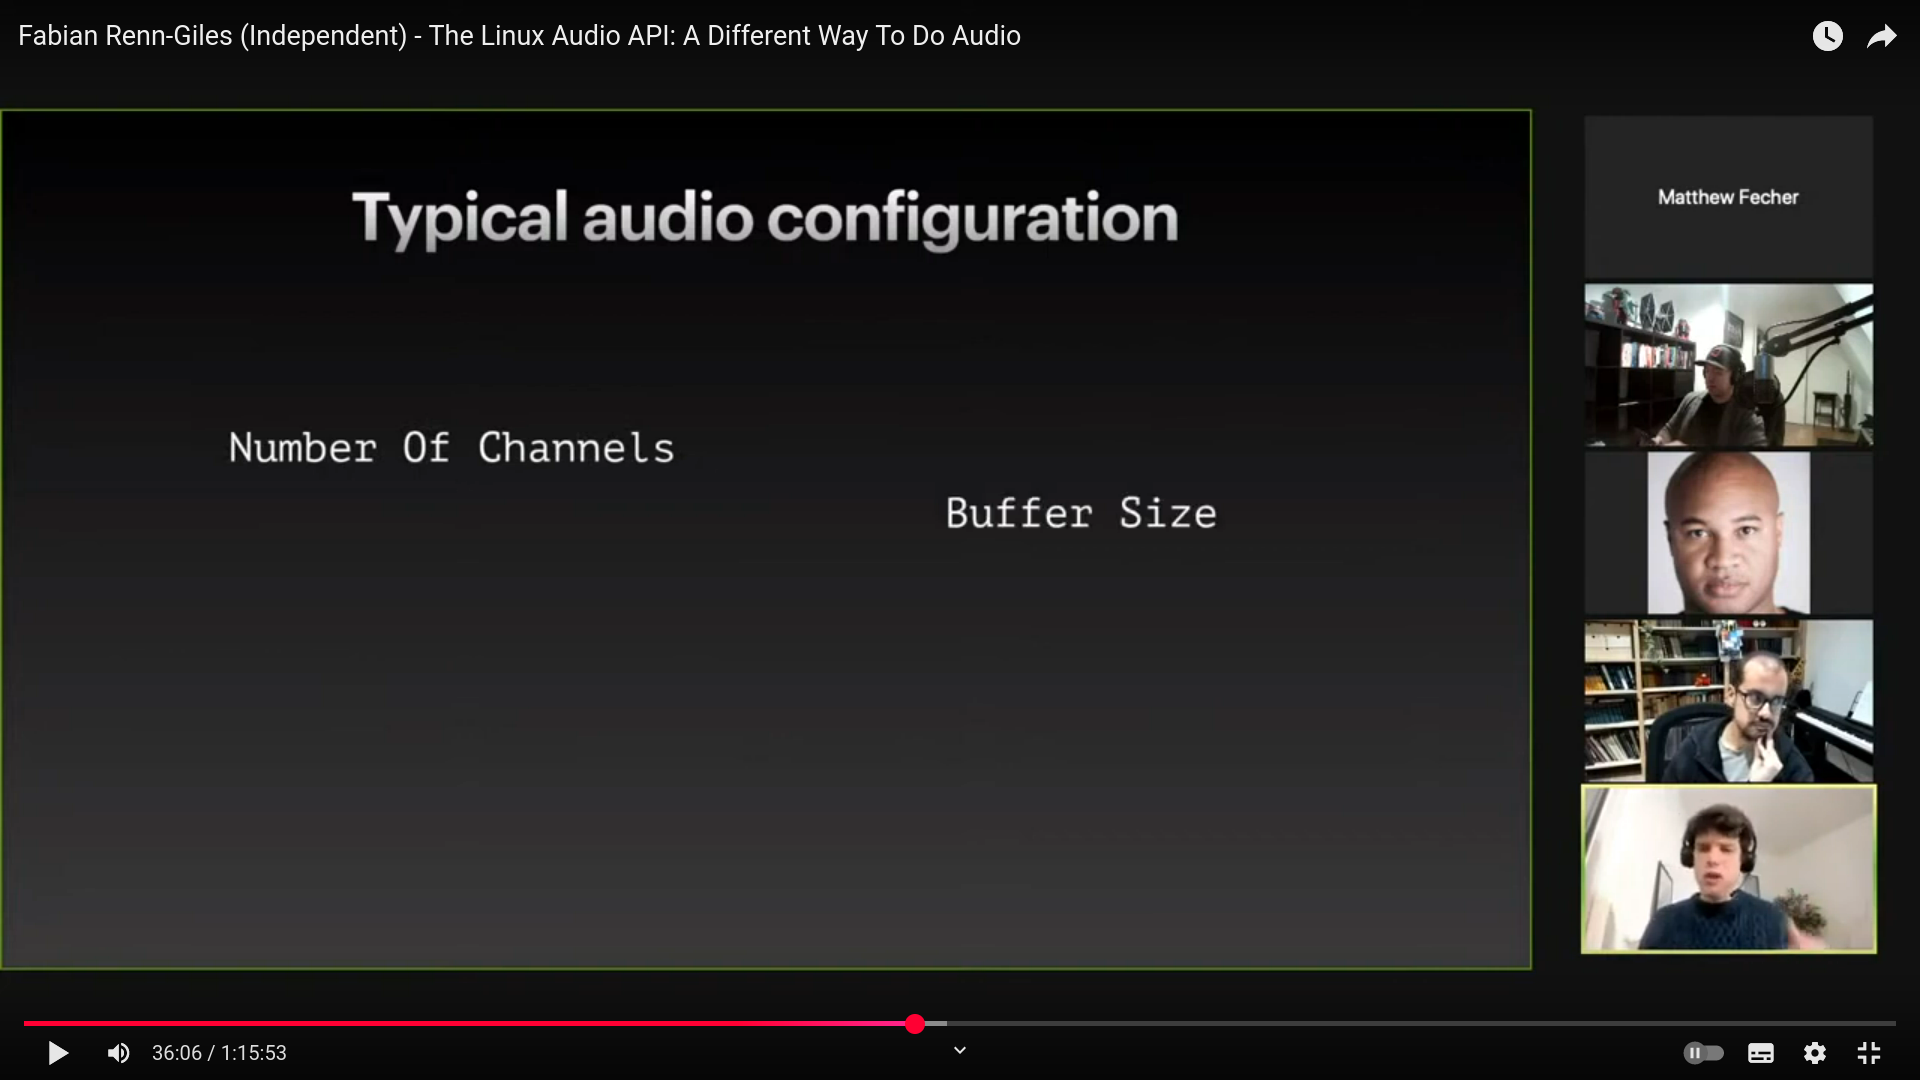 Fabian Renn-Giles (Independent) - The Linux Audio API: A Different Way To Do Audio
Typical audio configuration
Number Of Channels
Buffer Size
Matthew Fecher
36:06 / 1:15:53